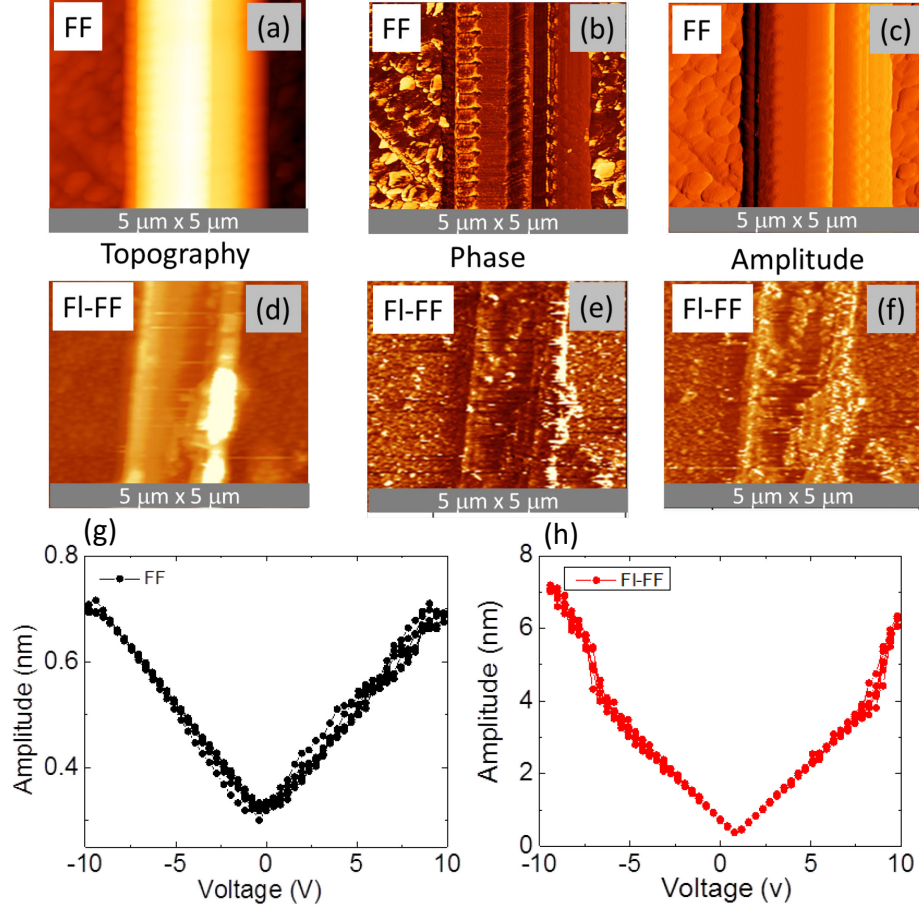 FF (a)
FF (b)
FF (c)
5 μm x 5 μm
5 μm x 5 μm
5 μm x 5 μm
Topography
Phase
Amplitude
Fl-FF (d)
Fl-FF (e)
Fl-FF (f)
5 μm x 5 μm
5 μm x 5 μm
5 μm x 5 μm
(g)
0.8
0.6
0.4
Amplitude (nm)
FF
-10 -5 0 5 10
Voltage (V)
(h)
8
6
4
2
0
Amplitude (nm)
Fl-FF
-10 -5 0 5 10
Voltage (v)